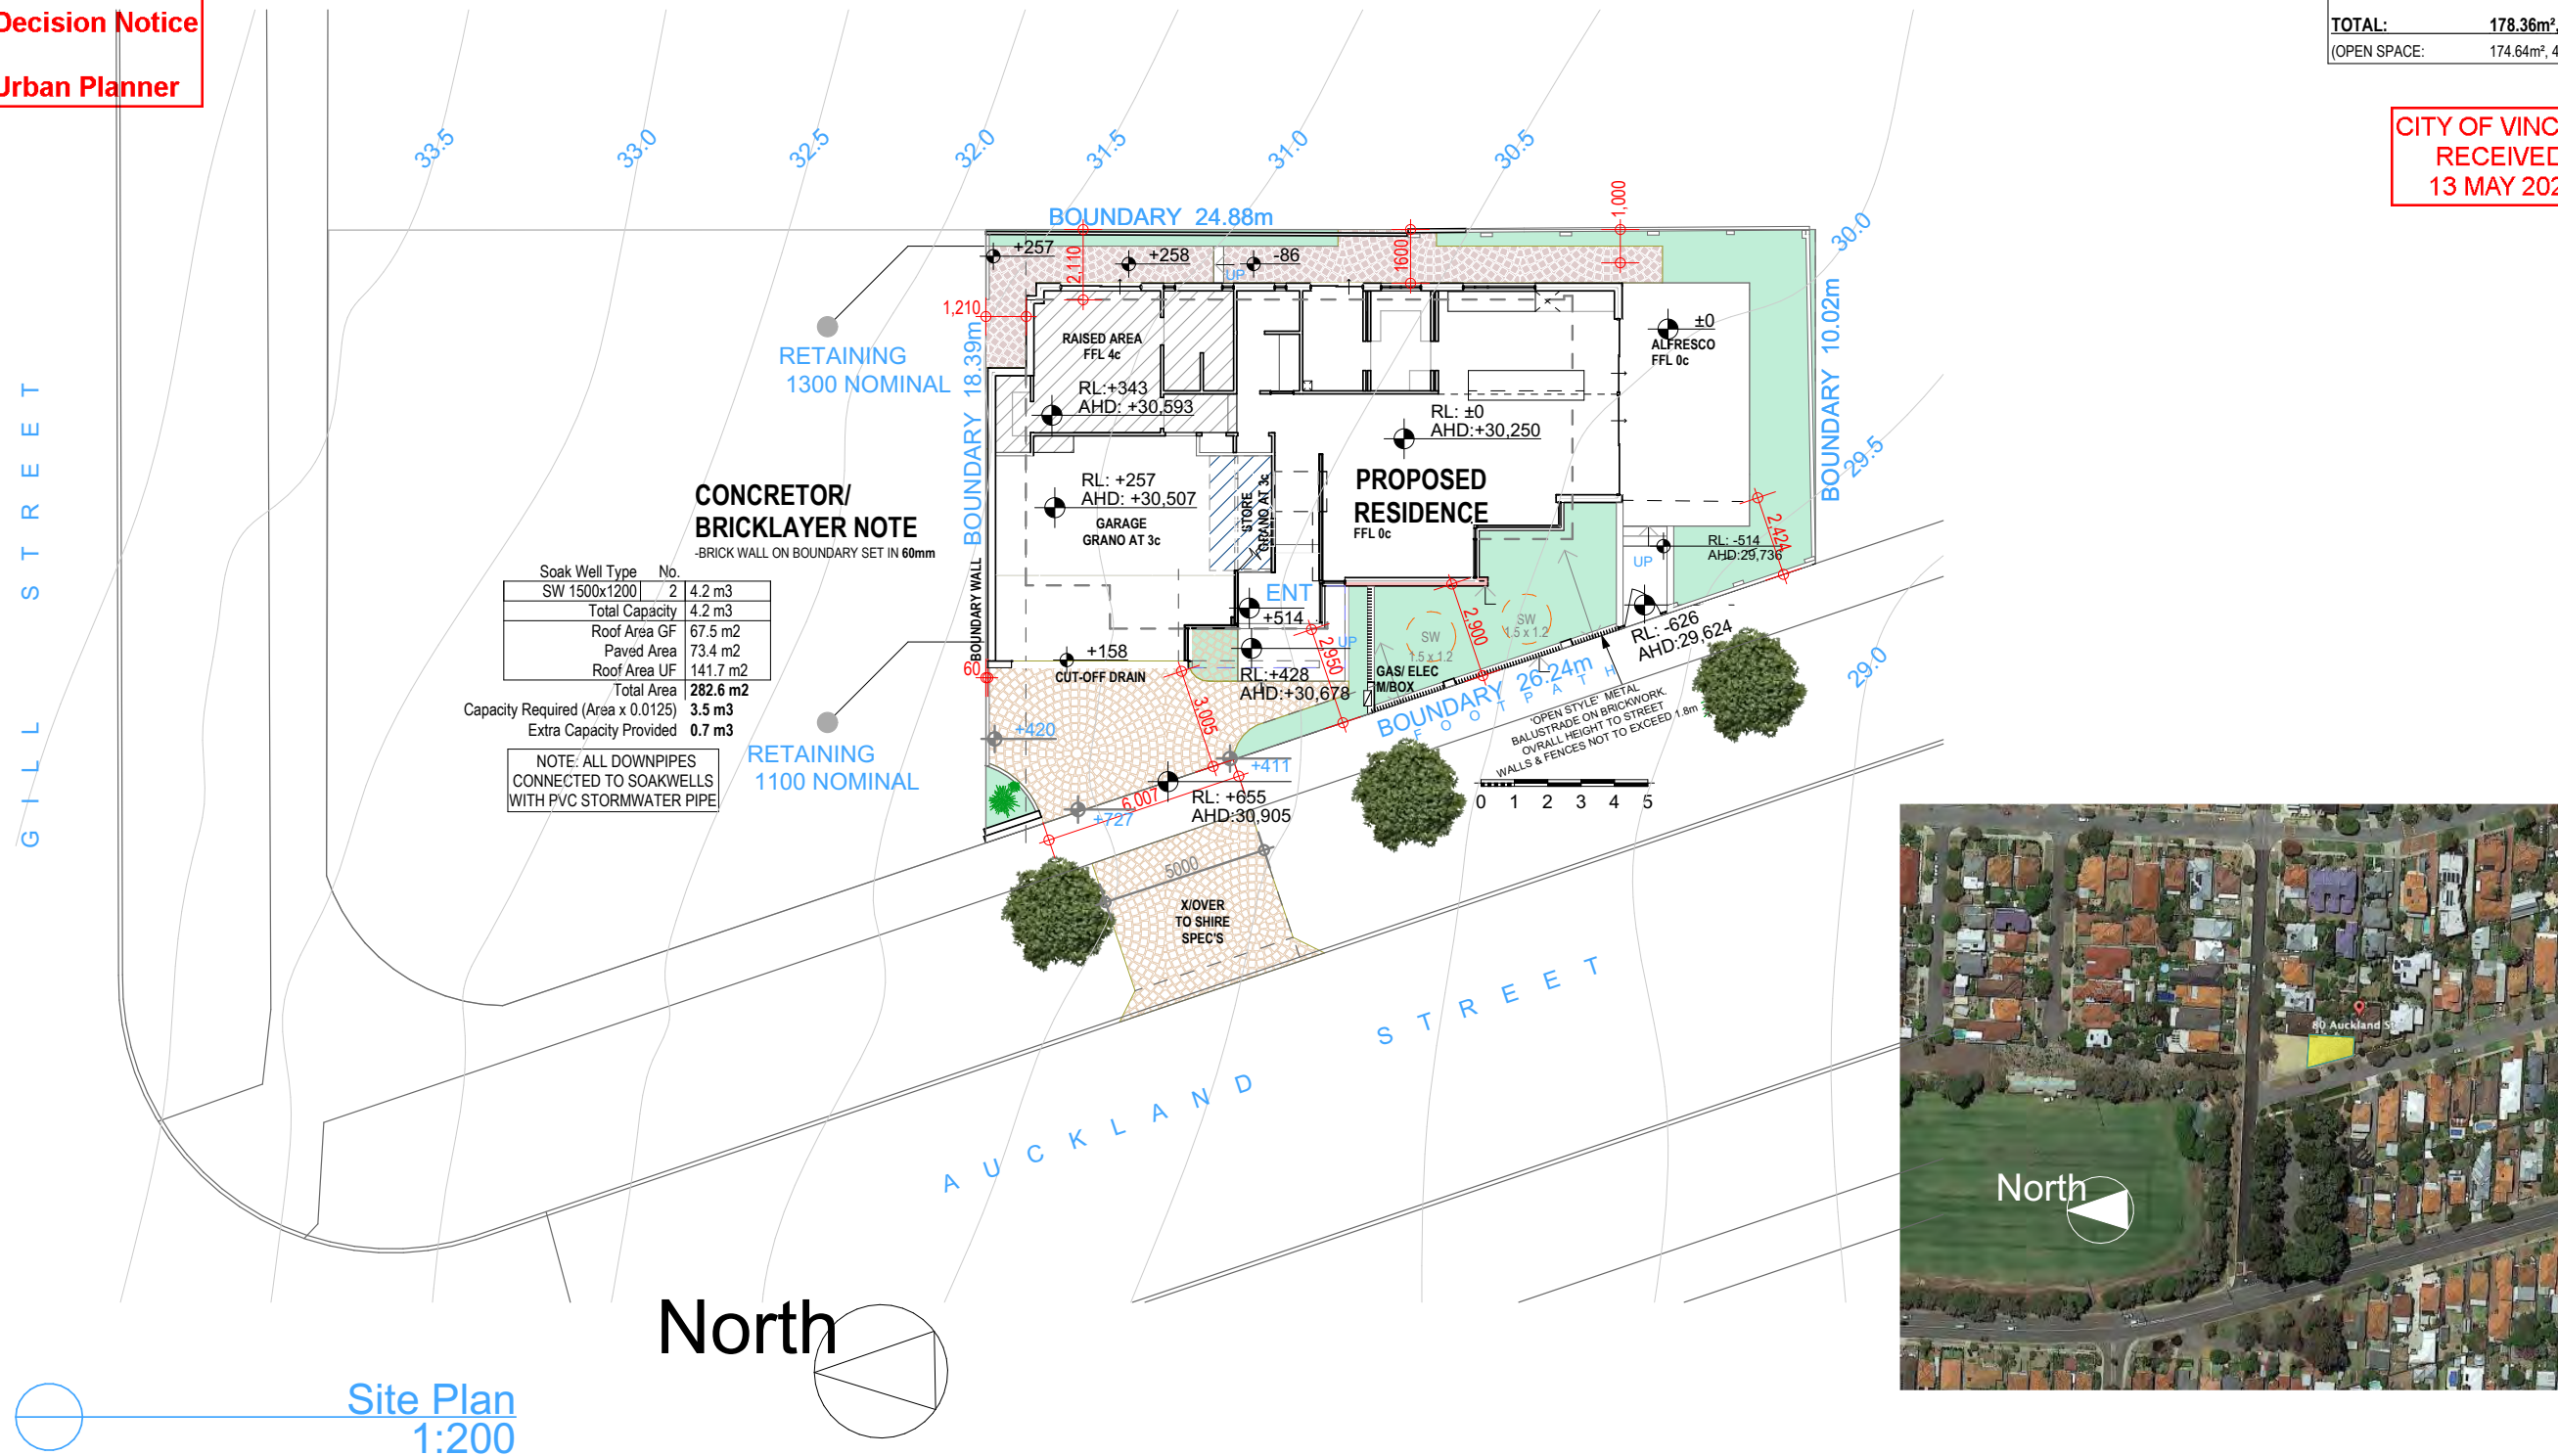 Decision Notice
Urban Planner
TOTAL: 178.36m²,
(OPEN SPACE: 174.64m², 4
CITY OF VINC
RECEIVED
13 MAY 202
33.5
33.0
32.5
32.0
31.5
31.0
30.5
30.0
29.5
29.0
BOUNDARY 24.88m
1,000
+257
2,110
+258
UP
-86
1600
1,210
RETAINING
1300 NOMINAL
BOUNDARY 18.39m
BOUNDARY 10.02m
RAISED AREA
FFL 4c
RL:+343
AHD: +30,593
±0
ALFRESCO
FFL 0c
RL: ±0
AHD:+30,250
PROPOSED
RESIDENCE
FFL 0c
RL: +257
AHD: +30,507
GARAGE
GRANO AT 3c
STORE
GRANO AT 3c
CONCRETOR/
BRICKLAYER NOTE
-BRICK WALL ON BOUNDARY SET IN 60mm
BOUNDARY WALL
Soak Well Type No.
SW 1500x1200 2 4.2 m3
Total Capacity 4.2 m3
Roof Area GF 67.5 m2
Paved Area 73.4 m2
Roof Area UF 141.7 m2
Total Area 282.6 m2
Capacity Required (Area x 0.0125) 3.5 m3
Extra Capacity Provided 0.7 m3
NOTE: ALL DOWNPIPES
CONNECTED TO SOAKWELLS
WITH PVC STORMWATER PIPE
RETAINING
1100 NOMINAL
ENT
+514
+158
CUT-OFF DRAIN
60
RL:+428
AHD:+30,678
2,950
UP
3,005
GAS/ ELEC
M/BOX
SW
1.5 x 1.2
SW
1.5 x 1.2
2,900
UP
RL: -514
AHD:29,736
2,424
RL: -626
AHD:29,624
BOUNDARY 26.24m
FOOTPATH
'OPEN STYLE' METAL
BALUSTRADE ON BRICKWORK.
OVRALL HEIGHT TO STREET
WALLS & FENCES NOT TO EXCEED 1.8m
+420
+411
+727
6,007
RL: +655
AHD:30,905
0 1 2 3 4 5
5000
X/OVER
TO SHIRE
SPEC'S
GILL STREET
AUCKLAND STREET
80 Auckland St
North
North
Site Plan
1:200